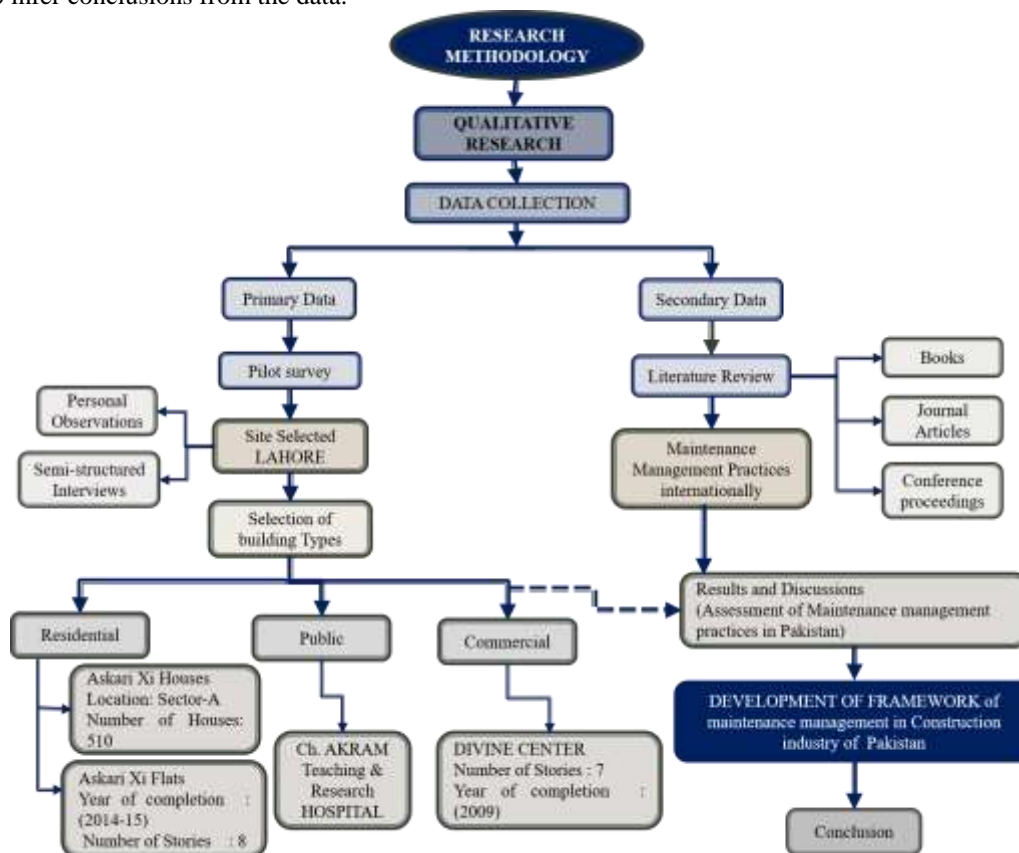 infer conclusions from the data.
RESEARCH
METHODOLOGY
QUALITATIVE
RESEARCH
DATA COLLECTION
Primary Data
Secondary Data
Pilot survey
Literature Review
Books
Journal
Articles
Conference
proceedings
Personal
Observations
Semi-structured
Interviews
Site Selected
LAHORE
Maintenance
Management Practices
internationally
Selection of
building Types
Results and Discussions
(Assessment of Maintenance management
practices in Pakistan)
Residential
Public
Commercial
Askari Xi Houses
Location: Sector-A
Number of Houses:
510
Askari Xi Flats
Year of completion :
(2014-15)
Number of Stories : 8
Ch. AKRAM
Teaching &
Research
HOSPITAL
DIVINE CENTER
Number of Stories : 7
Year of completion :
(2009)
DEVELOPMENT OF FRAMEWORK of
maintenance management in Construction
industry of Pakistan
Conclusion